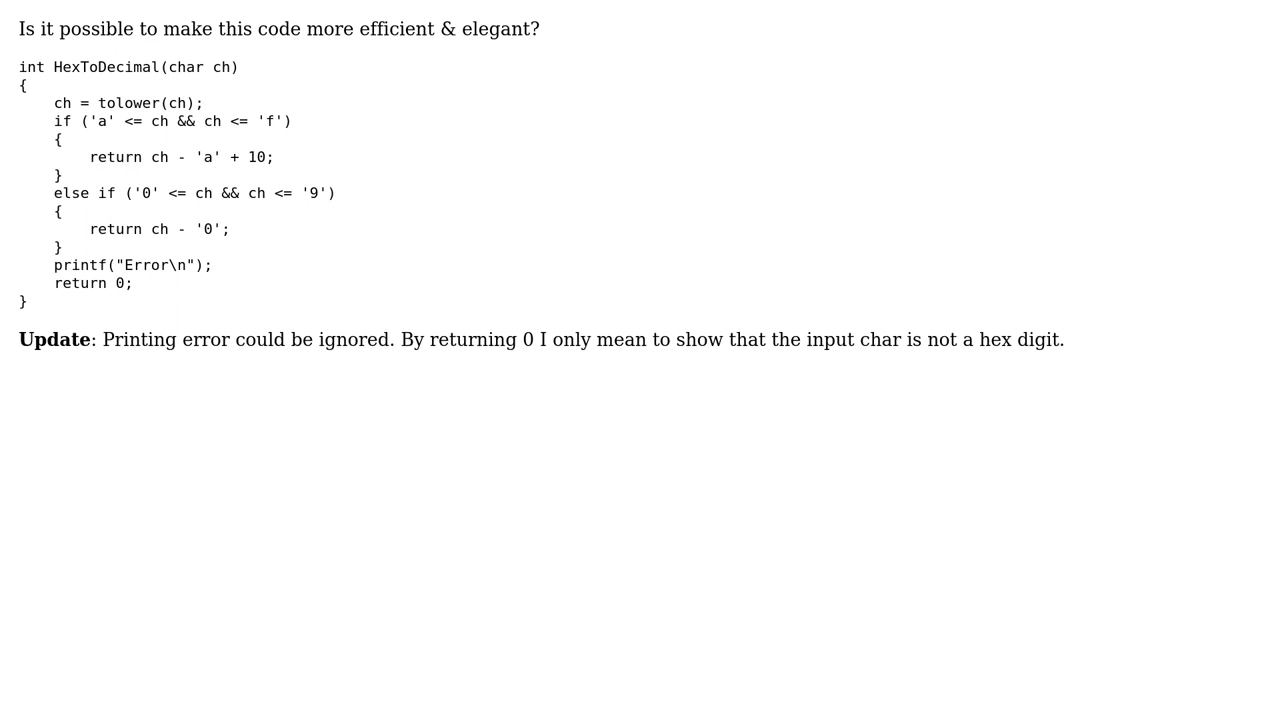 Is it possible to make this code more efficient & elegant?
int HexToDecimal(char ch)
{
    ch = tolower(ch);
    if ('a' <= ch && ch <= 'f')
    {
        return ch - 'a' + 10;
    }
    else if ('0' <= ch && ch <= '9')
    {
        return ch - '0';
    }
    printf("Error\n");
    return 0;
}
Update: Printing error could be ignored. By returning 0 I only mean to show that the input char is not a hex digit.